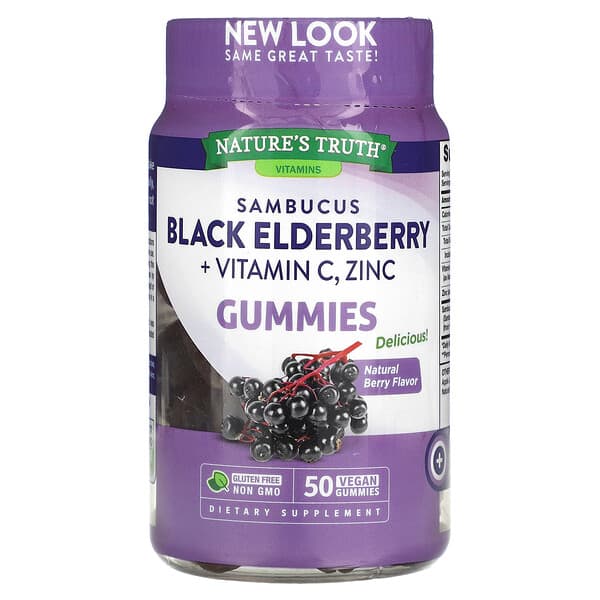 NEW LOOK
SAME GREAT TASTE!
NATURE'S TRUTH®
VITAMINS
SAMBUCUS
BLACK ELDERBERRY
+ VITAMIN C, ZINC
GUMMIES
Delicious!
Natural
Berry Flavor
GLUTEN FREE
NON GMO
50 VEGAN
GUMMIES
DIETARY SUPPLEMENT